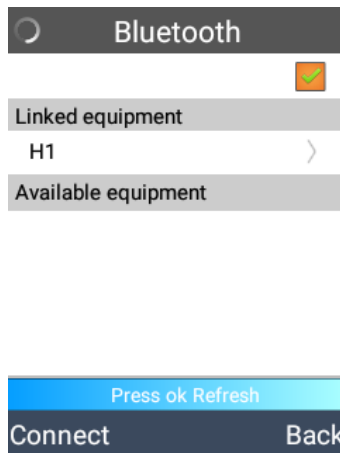 Bluetooth
Linked equipment
H1
Available equipment
Press ok Refresh
Connect Back